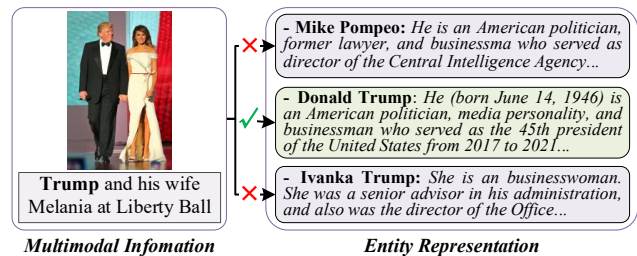 Trump and his wife
Melania at Liberty Ball
Multimodal Infomation
- Mike Pompeo: He is an American politician,
former lawyer, and businessma who served as
director of the Central Intelligence Agency...
- Donald Trump: He (born June 14, 1946) is
an American politician, media personality, and
businessman who served as the 45th president
of the United States from 2017 to 2021...
- Ivanka Trump: She is an businesswoman.
She was a senior advisor in his administration,
and also was the director of the Office...
Entity Representation